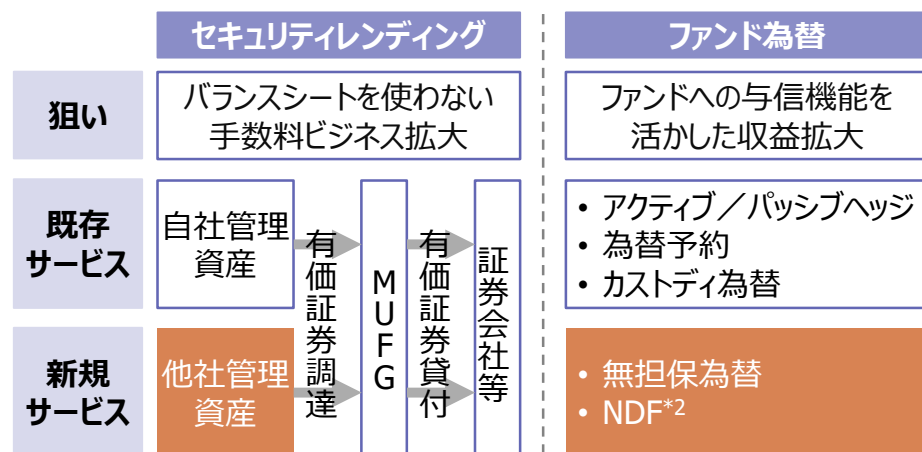 セキュリティレンディング
ファンド為替
狙い
バランスシートを使わない
手数料ビジネス拡大
ファンドへの与信機能を
活かした収益拡大
既存
サービス
自社管理
資産
有価証券調達
MUFG
有価証券貸付
証券会社等
• アクティブ／パッシブヘッジ
• 為替予約
• カストディ為替
新規
サービス
他社管理
資産
• 無担保為替
• NDF*2